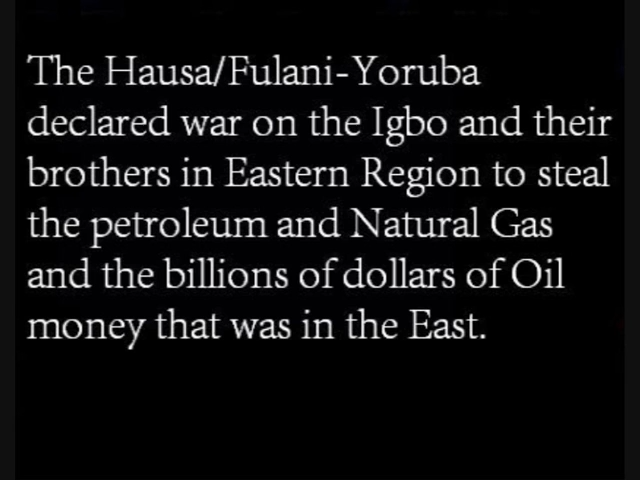 The Hausa/Fulani-Yoruba
declared war on the Igbo and their
brothers in Eastern Region to steal
the petroleum and Natural Gas
and the billions of dollars of Oil
money that was in the East.